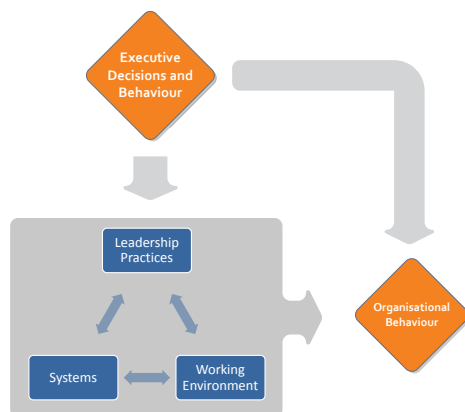 Executive
Decisions and
Behaviour
Leadership
Practices
Organisational
Behaviour
Systems
Working
Environment